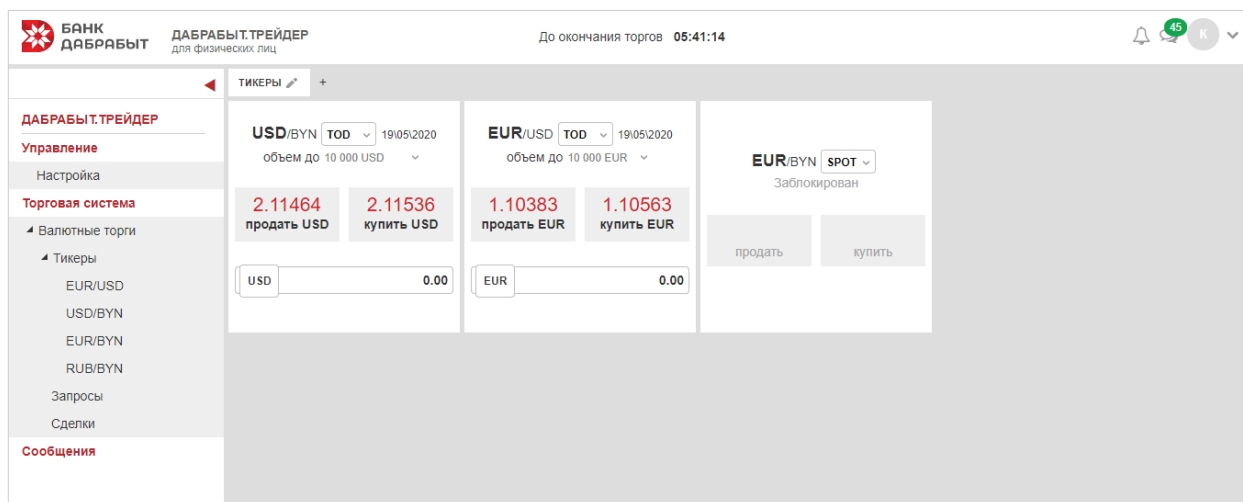 БАНК
ДАБРАБЫТ
ДАБРАБЫТ.ТРЕЙДЕР
для физических лиц
До окончания торгов 05:41:14
45
К
ТИКЕРЫ +
ДАБРАБЫТ.ТРЕЙДЕР
Управление
Настройка
Торговая система
Валютные торги
Тикеры
EUR/USD
USD/BYN
EUR/BYN
RUB/BYN
Запросы
Сделки
Сообщения
USD/BYN TOD 19\05\2020
объем до 10 000 USD
2.11464 2.11536
продать USD купить USD
USD 0.00
EUR/USD TOD 19\05\2020
объем до 10 000 EUR
1.10383 1.10563
продать EUR купить EUR
EUR 0.00
EUR/BYN SPOT
Заблокирован
продать купить